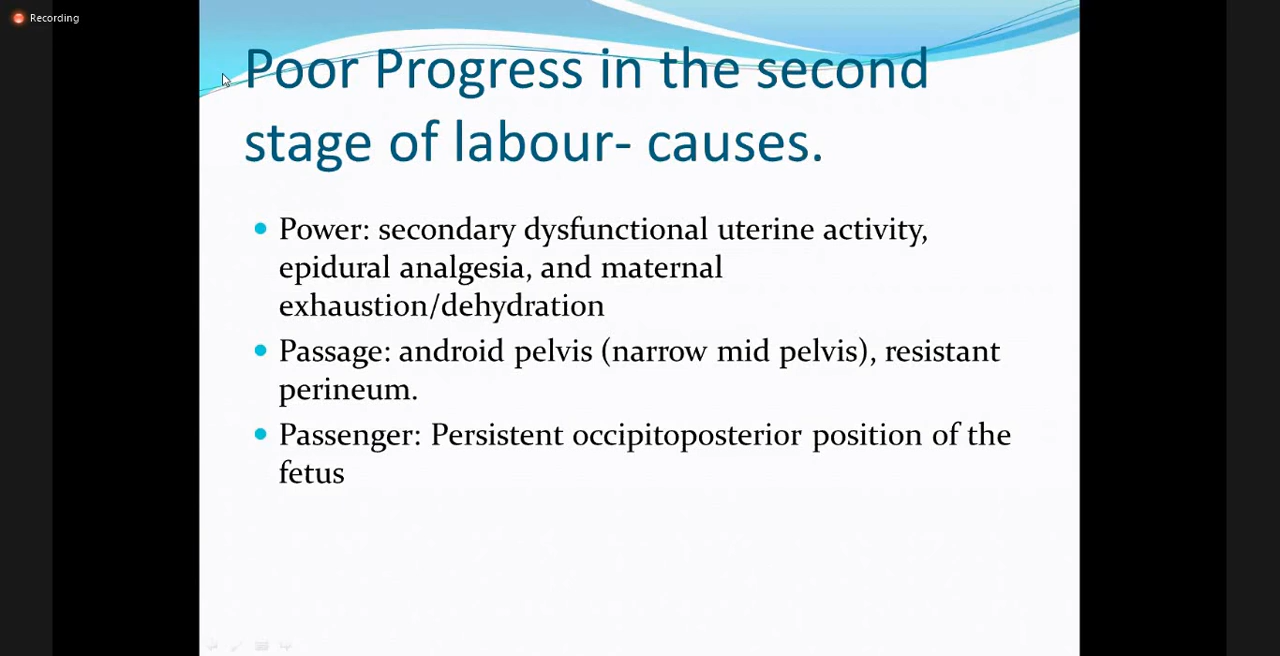 Recording
Poor Progress in the second
stage of labour- causes.
Power: secondary dysfunctional uterine activity,
epidural analgesia, and maternal
exhaustion/dehydration
Passage: android pelvis (narrow mid pelvis), resistant
perineum.
Passenger: Persistent occipitoposterior position of the
fetus